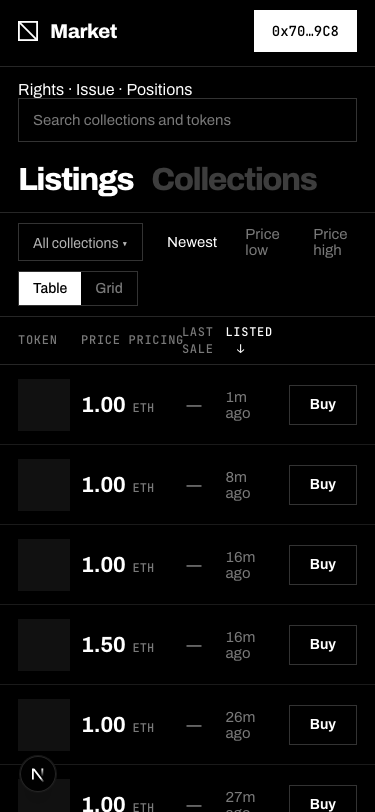 Market
0x70…9C8
Rights · Issue · Positions
Search collections and tokens
Listings Collections
All collections ▾
Newest
Price low
Price high
Table
Grid
TOKEN PRICE PRICING LAST SALE LISTED ↓
1.00 ETH — 1m ago Buy
1.00 ETH — 8m ago Buy
1.00 ETH — 16m ago Buy
1.50 ETH — 16m ago Buy
1.00 ETH — 26m ago Buy
N
1.00 ETH — 27m ago Buy